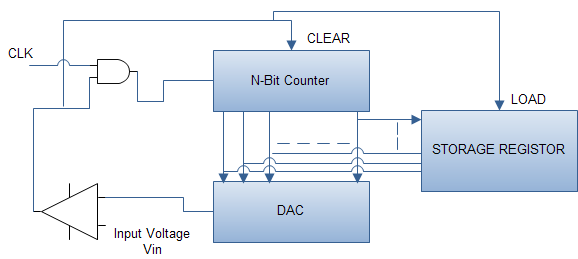 CLEAR
CLK
N-Bit Counter
LOAD
STORAGE REGISTOR
DAC
Input Voltage
Vin